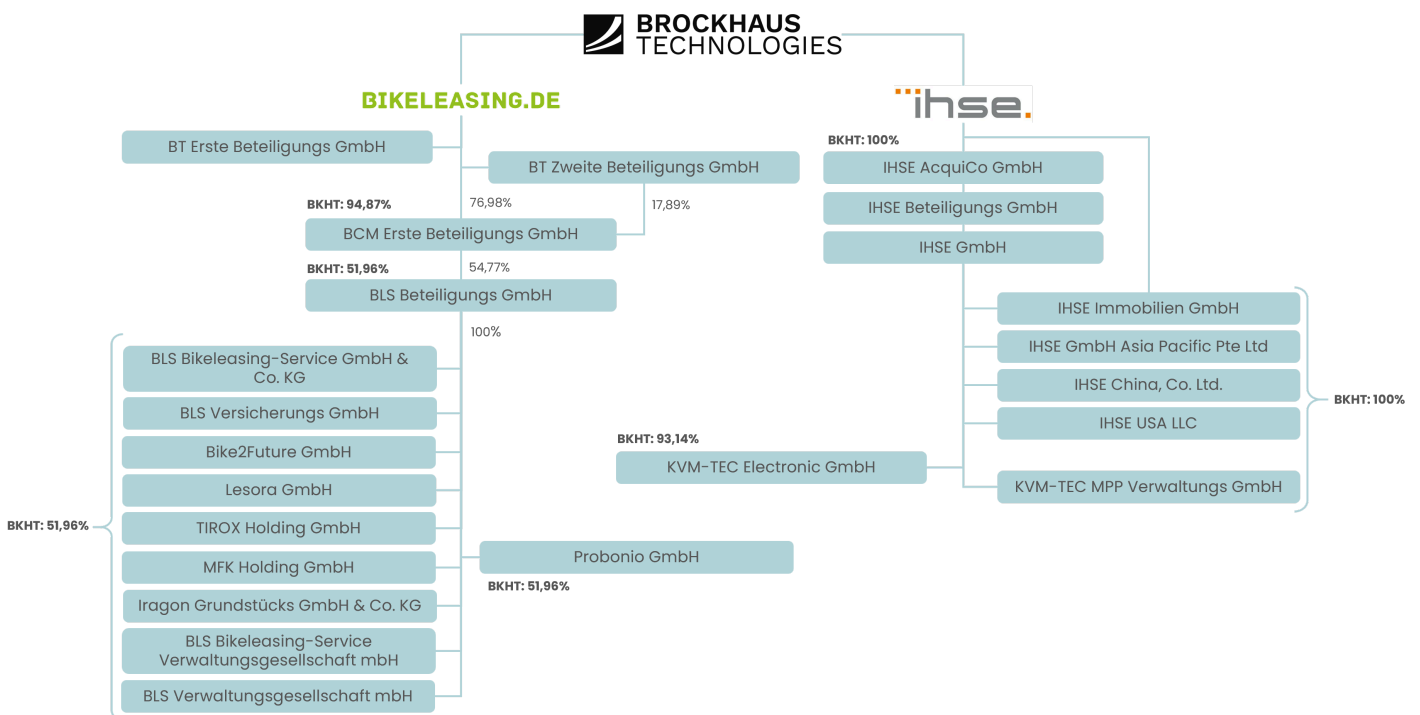 BROCKHAUS
TECHNOLOGIES
BIKELEASING.DE
BT Erste Beteiligungs GmbH
BT Zweite Beteiligungs GmbH
BKHT: 94,87%
76,98%
17,89%
BCM Erste Beteiligungs GmbH
BKHT: 51,96%
54,77%
BLS Beteiligungs GmbH
100%
BLS Bikeleasing-Service GmbH &
Co. KG
BLS Versicherungs GmbH
Bike2Future GmbH
Lesora GmbH
BKHT: 51,96%
TIROX Holding GmbH
MFK Holding GmbH
Iragon Grundstücks GmbH & Co. KG
BLS Bikeleasing-Service
Verwaltungsgesellschaft mbH
BLS Verwaltungsgesellschaft mbH
Probonio GmbH
BKHT: 51,96%
ihse.
BKHT: 100%
IHSE AcquiCo GmbH
IHSE Beteiligungs GmbH
IHSE GmbH
IHSE Immobilien GmbH
IHSE GmbH Asia Pacific Pte Ltd
IHSE China, Co. Ltd.
IHSE USA LLC
BKHT: 100%
BKHT: 93,14%
KVM-TEC Electronic GmbH
KVM-TEC MPP Verwaltungs GmbH